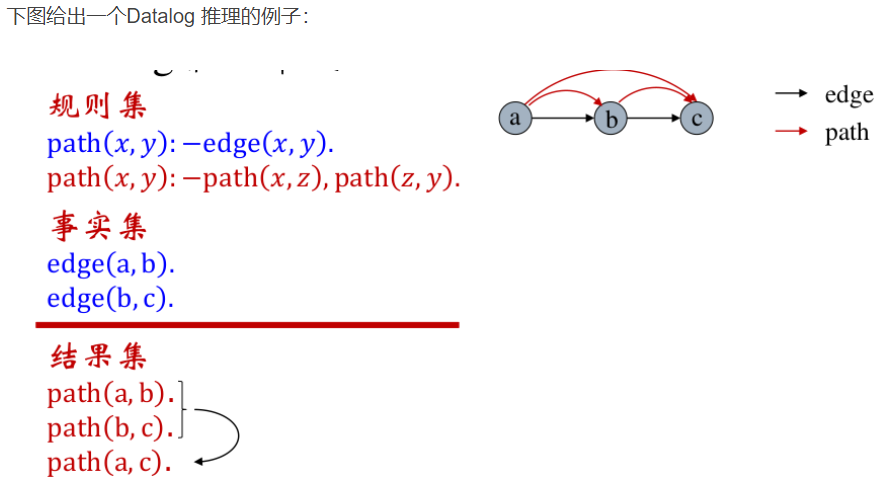 下图给出一个Datalog 推理的例子：
规则集
path(x, y): −edge(x, y).
path(x, y): −path(x, z), path(z, y).
事实集
edge(a, b).
edge(b, c).
结果集
path(a, b).
path(b, c).
path(a, c).
a
b
c
edge
path